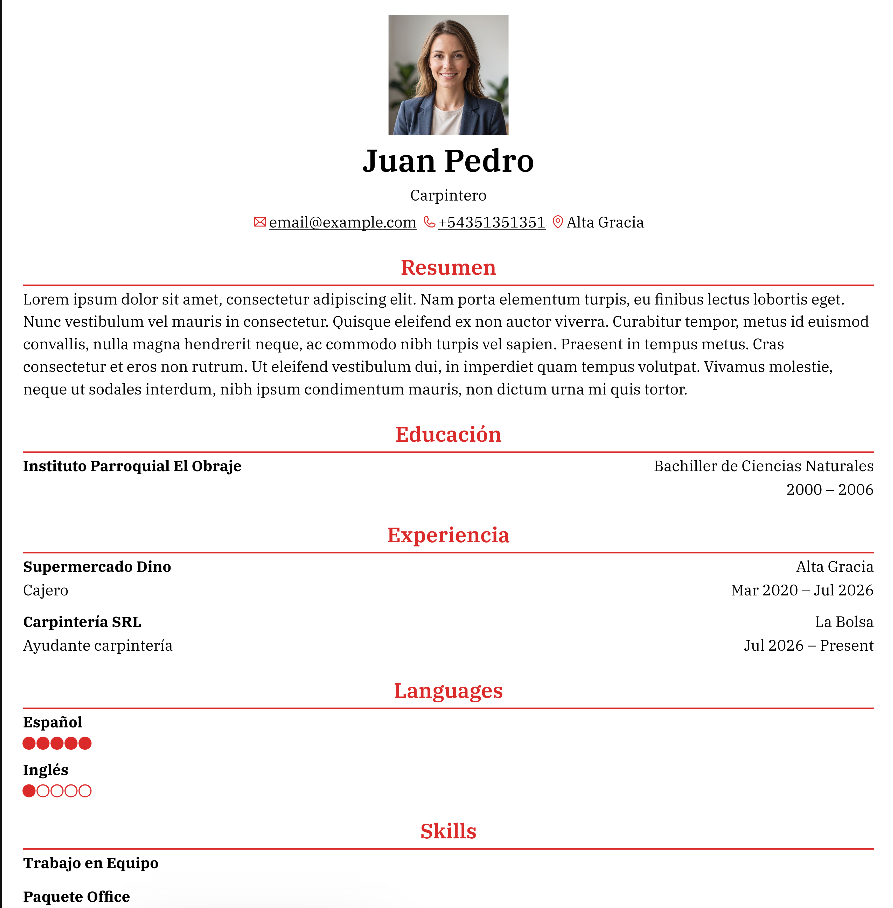 Juan Pedro
Carpintero
email@example.com +54351351351 Alta Gracia
Resumen
Lorem ipsum dolor sit amet, consectetur adipiscing elit. Nam porta elementum turpis, eu finibus lectus lobortis eget.
Nunc vestibulum vel mauris in consectetur. Quisque eleifend ex non auctor viverra. Curabitur tempor, metus id euismod
convallis, nulla magna hendrerit neque, ac commodo nibh turpis vel sapien. Praesent in tempus metus. Cras
consectetur et eros non rutrum. Ut eleifend vestibulum dui, in imperdiet quam tempus volutpat. Vivamus molestie,
neque ut sodales interdum, nibh ipsum condimentum mauris, non dictum urna mi quis tortor.
Educación
Instituto Parroquial El Obraje Bachiller de Ciencias Naturales
2000 – 2006
Experiencia
Supermercado Dino Alta Gracia
Cajero Mar 2020 – Jul 2026
Carpintería SRL La Bolsa
Ayudante carpintería Jul 2026 – Present
Languages
Español
Inglés
Skills
Trabajo en Equipo
Paquete Office